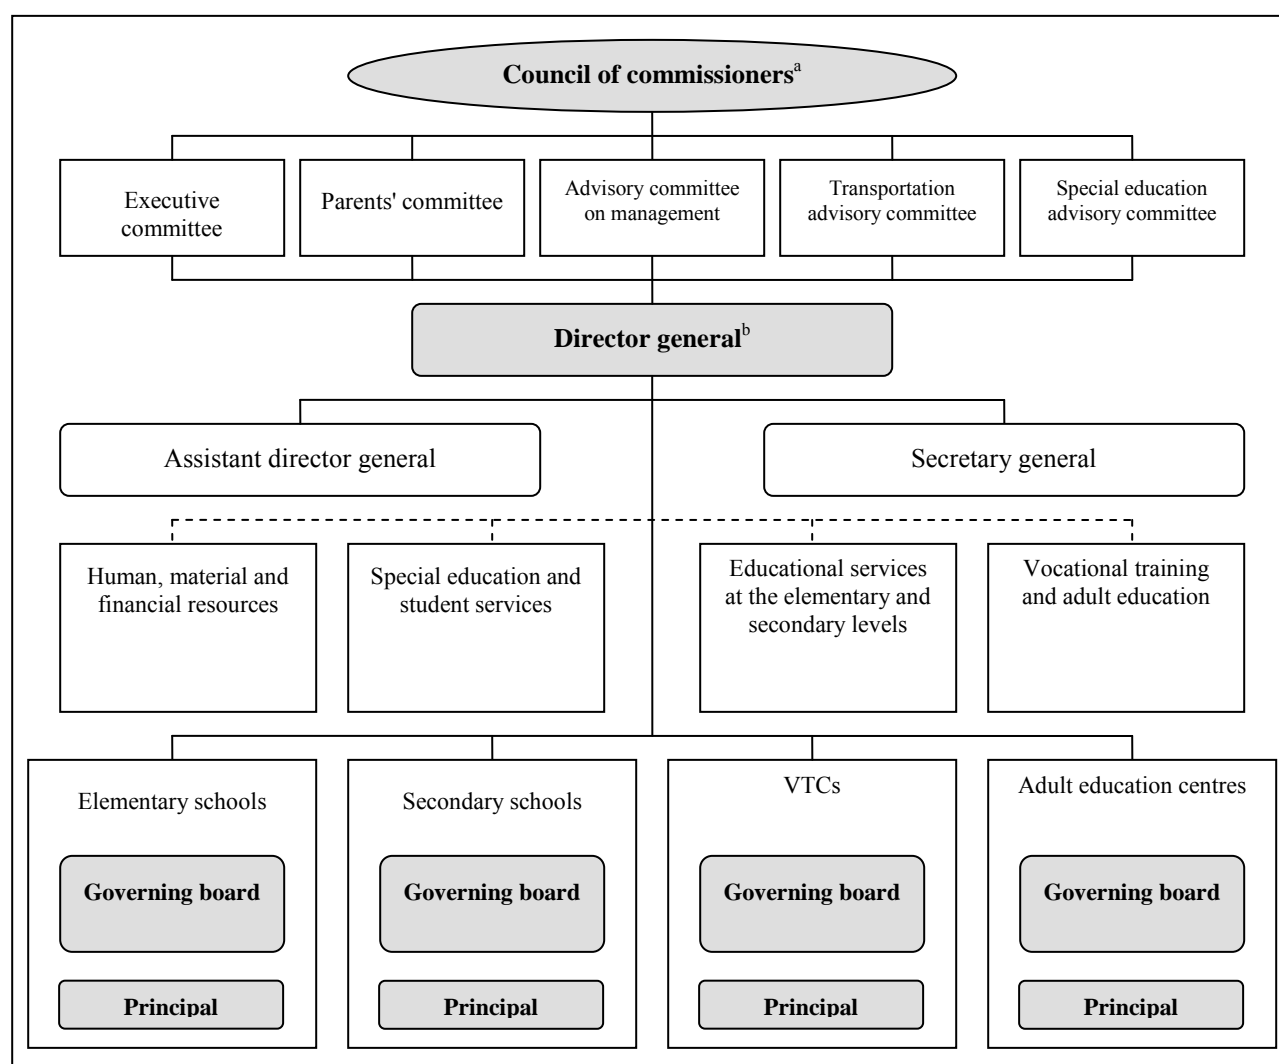 Council of commissioners^a
Executive
committee
Parents' committee
Advisory committee
on management
Transportation
advisory committee
Special education
advisory committee
Director general^b
Assistant director general
Secretary general
Human, material and
financial resources
Special education and
student services
Educational services
at the elementary and
secondary levels
Vocational training
and adult education
Elementary schools
Governing board
Principal
Secondary schools
Governing board
Principal
VTCs
Governing board
Principal
Adult education centres
Governing board
Principal